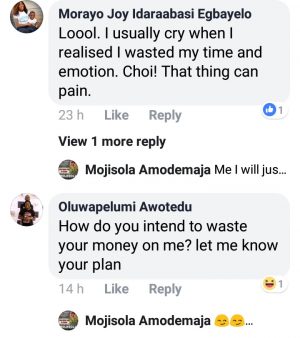 Morayo Joy Idaraabasi Egbayelo
Loool. I usually cry when I
realised I wasted my time and
emotion. Choi! That thing can
pain.
23 h Like Reply 1
View 1 more reply
Mojisola Amodemaja Me I will jus...
Oluwapelumi Awotedu
How do you intend to waste
your money on me? let me know
your plan
14 h Like Reply 1
Mojisola Amodemaja 😊😊...